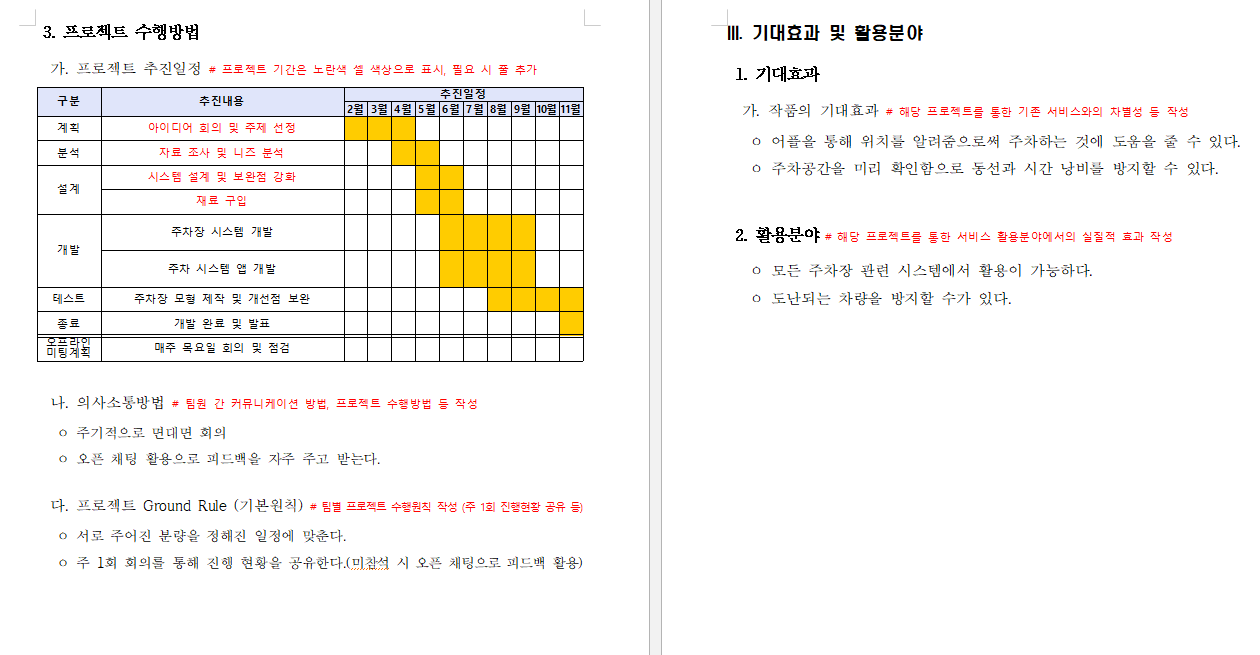 3. 프로젝트 수행방법
가. 프로젝트 추진일정 # 프로젝트 기간은 노란색 셀 색상으로 표시, 필요 시 줄 추가
구분 추진내용 추진일정
2월 3월 4월 5월 6월 7월 8월 9월 10월 11월
계획 아이디어 회의 및 주제 선정
분석 자료 조사 및 니즈 분석
설계 시스템 설계 및 보완점 강화
재료 구입
개발 주차장 시스템 개발
주차 시스템 앱 개발
테스트 주차장 모형 제작 및 개선점 보완
종료 개발 완료 및 발표
오프라인
미팅계획 매주 목요일 회의 및 점검
나. 의사소통방법 # 팀원 간 커뮤니케이션 방법, 프로젝트 수행방법 등 작성
ㅇ 주기적으로 면대면 회의
ㅇ 오픈 채팅 활용으로 피드백을 자주 주고 받는다.
다. 프로젝트 Ground Rule (기본원칙) # 팀별 프로젝트 수행원칙 작성 (주 1회 진행현황 공유 등)
ㅇ 서로 주어진 분량을 정해진 일정에 맞춘다.
ㅇ 주 1회 회의를 통해 진행 현황을 공유한다.(미참석 시 오픈 채팅으로 피드백 활용)
Ⅲ. 기대효과 및 활용분야
1. 기대효과
가. 작품의 기대효과 # 해당 프로젝트를 통한 기존 서비스와의 차별성 등 작성
ㅇ 어플을 통해 위치를 알려줌으로써 주차하는 것에 도움을 줄 수 있다.
ㅇ 주차공간을 미리 확인함으로 동선과 시간 낭비를 방지할 수 있다.
2. 활용분야 # 해당 프로젝트를 통한 서비스 활용분야에서의 실질적 효과 작성
ㅇ 모든 주차장 관련 시스템에서 활용이 가능하다.
ㅇ 도난되는 차량을 방지할 수가 있다.